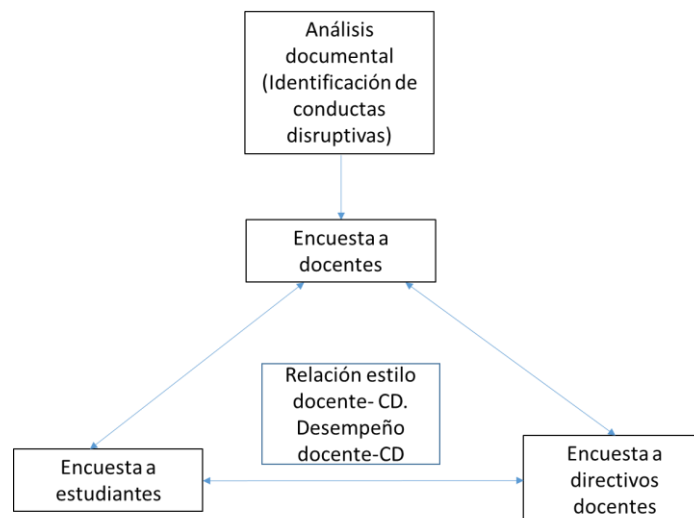 Análisis
documental
(Identificación de
conductas
disruptivas)
Encuesta a
docentes
Relación estilo
docente- CD.
Desempeño
docente-CD
Encuesta a
estudiantes
Encuesta a
directivos
docentes